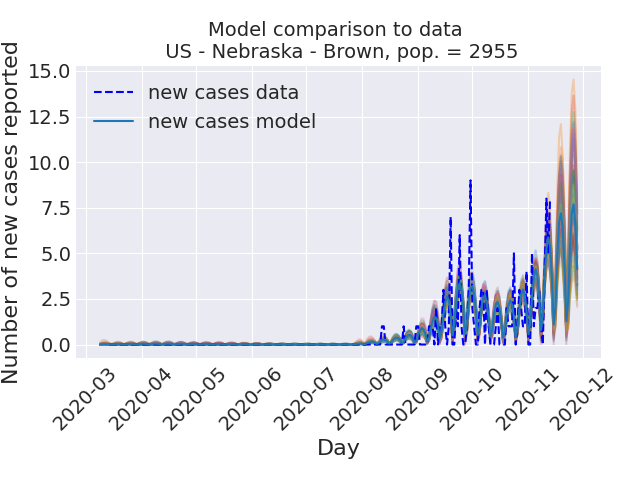 Model comparison to data
US - Nebraska - Brown, pop. = 2955
Number of new cases reported
15.0
12.5
10.0
7.5
5.0
2.5
0.0
new cases data
new cases model
2020-03
2020-04
2020-05
2020-06
2020-07
2020-08
2020-09
2020-10
2020-11
2020-12
Day